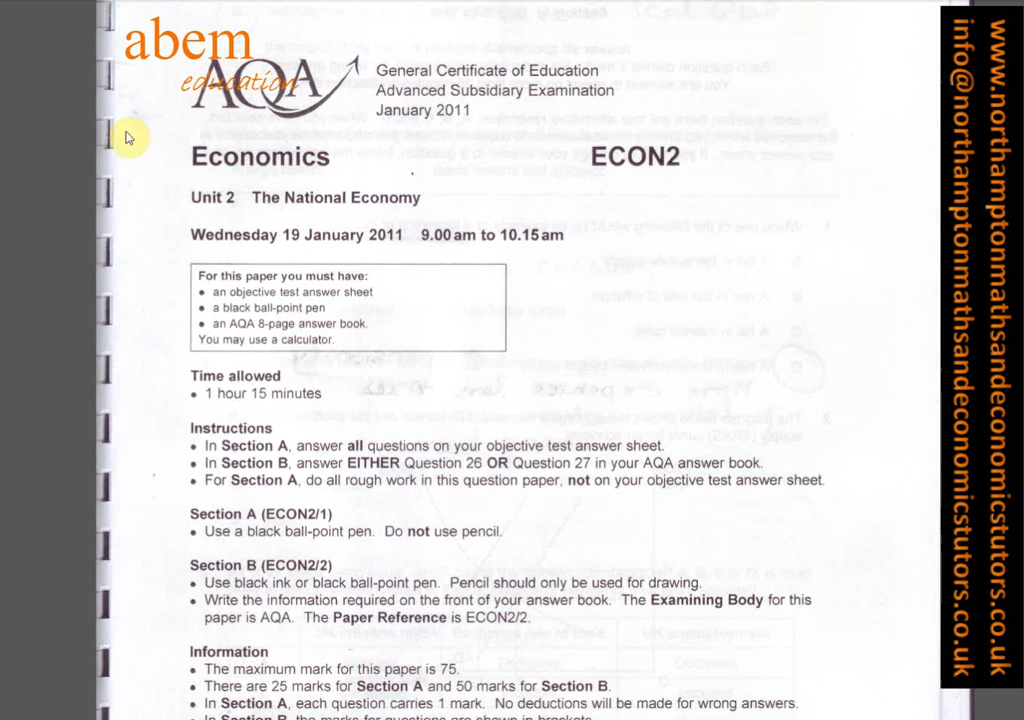 abem
education
AQA
General Certificate of Education
Advanced Subsidiary Examination
January 2011
Economics ECON2
Unit 2 The National Economy
Wednesday 19 January 2011 9.00 am to 10.15 am
For this paper you must have:
• an objective test answer sheet
• a black ball-point pen
• an AQA 8-page answer book.
You may use a calculator.
Time allowed
• 1 hour 15 minutes
Instructions
• In Section A, answer all questions on your objective test answer sheet.
• In Section B, answer EITHER Question 26 OR Question 27 in your AQA answer book.
• For Section A, do all rough work in this question paper, not on your objective test answer sheet.
Section A (ECON2/1)
• Use a black ball-point pen. Do not use pencil.
Section B (ECON2/2)
• Use black ink or black ball-point pen. Pencil should only be used for drawing.
• Write the information required on the front of your answer book. The Examining Body for this
paper is AQA. The Paper Reference is ECON2/2.
Information
• The maximum mark for this paper is 75.
• There are 25 marks for Section A and 50 marks for Section B.
• In Section A, each question carries 1 mark. No deductions will be made for wrong answers.
• In Section B, the marks for questions are shown in brackets.
www.northamptonmathsandeconomicstutors.co.uk
info@northamptonmathsandeconomicstutors.co.uk